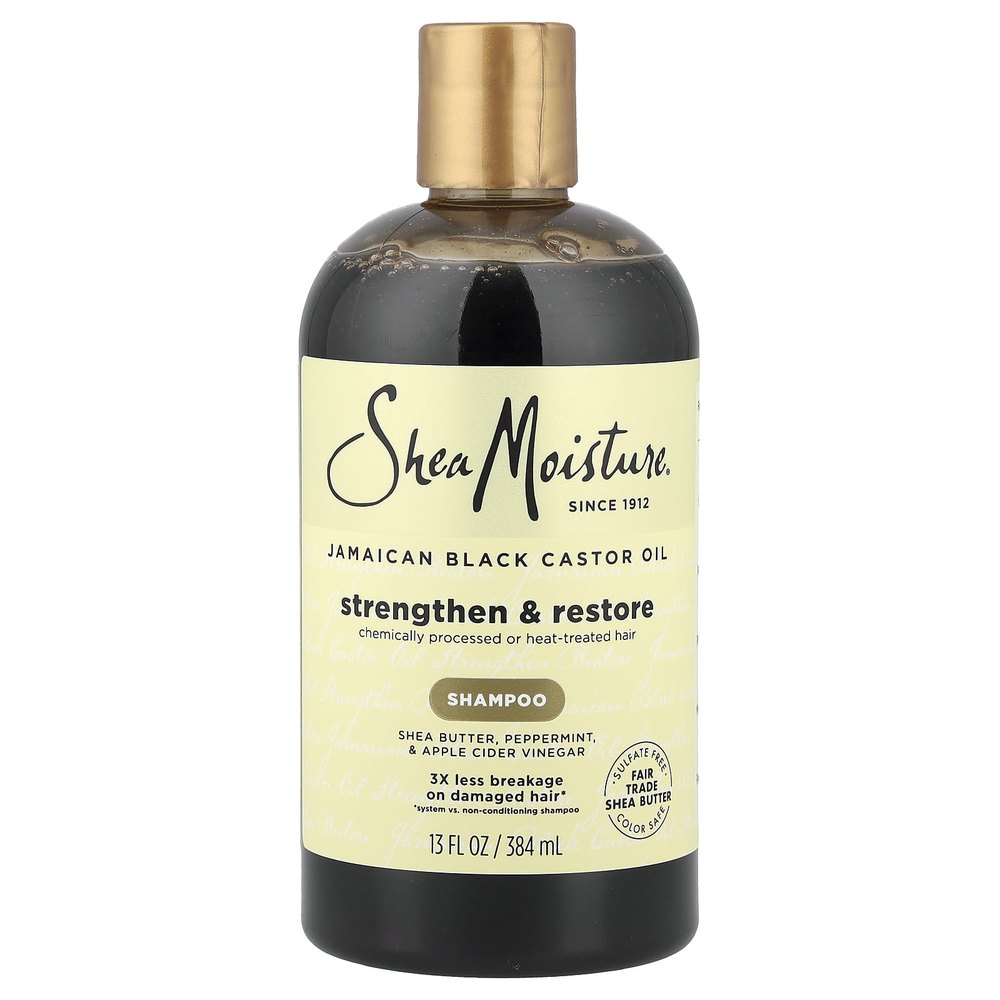 Shea Moisture®
SINCE 1912
JAMAICAN BLACK CASTOR OIL
strengthen & restore
chemically processed or heat-treated hair
SHAMPOO
SHEA BUTTER, PEPPERMINT,
& APPLE CIDER VINEGAR
3X less breakage
on damaged hair*
*system vs. non-conditioning shampoo
SULFATE FREE
FAIR
TRADE
SHEA BUTTER
COLOR SAFE
13 FL OZ / 384 mL